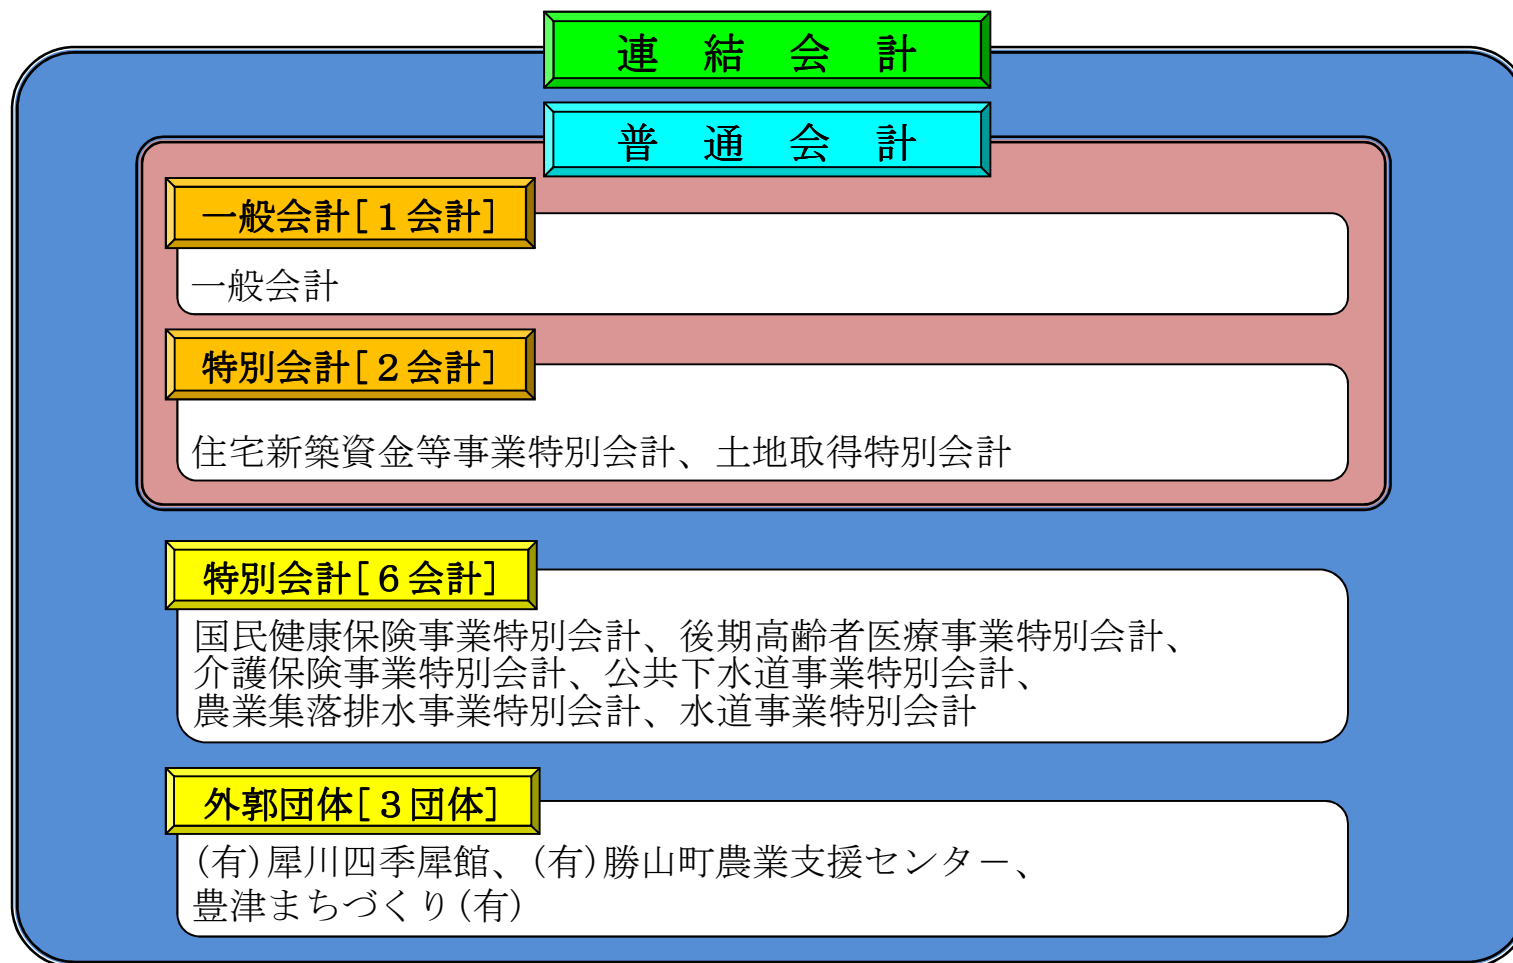 連結会計
普通会計
一般会計[１会計]
一般会計
特別会計[２会計]
住宅新築資金等事業特別会計、土地取得特別会計
特別会計[６会計]
国民健康保険事業特別会計、後期高齢者医療事業特別会計、
介護保険事業特別会計、公共下水道事業特別会計、
農業集落排水事業特別会計、水道事業特別会計
外郭団体[３団体]
(有)犀川四季犀館、(有)勝山町農業支援センター、
豊津まちづくり(有)